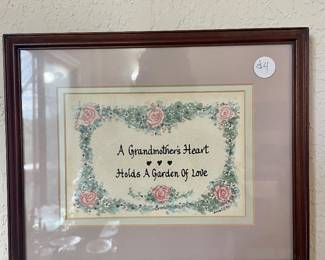 $4
A Grandmother's Heart
Holds A Garden Of Love